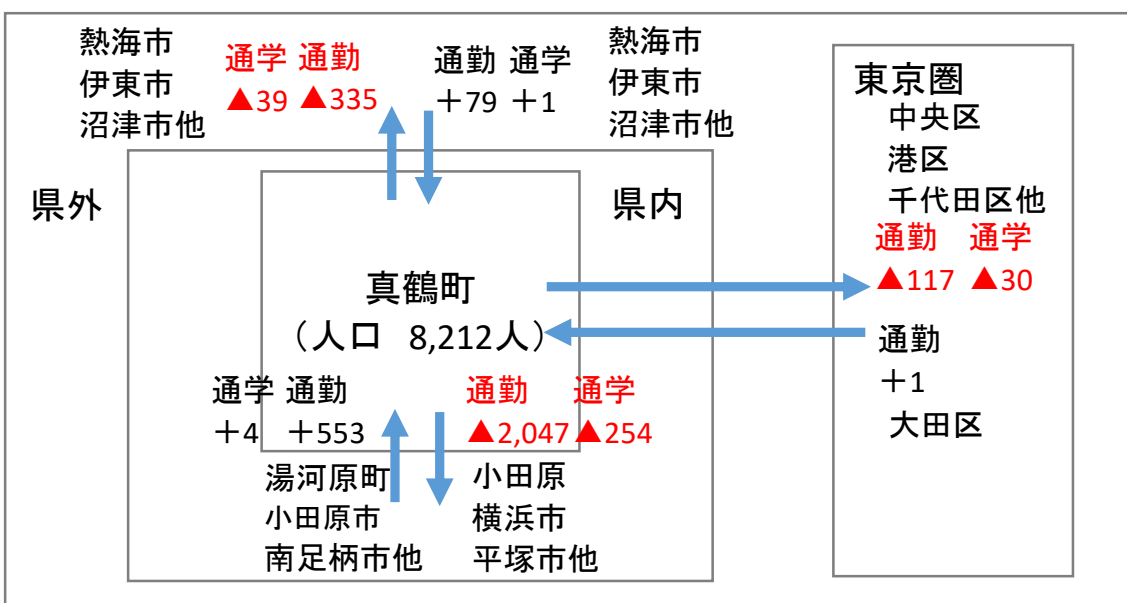 熱海市
伊東市
沼津市他
通学 通勤
▲39 ▲335
通勤 通学
＋79 ＋1
熱海市
伊東市
沼津市他
東京圏
中央区
港区
千代田区他
通勤 通学
▲117 ▲30
通勤
＋1
大田区
県外
県内
真鶴町
（人口 8,212人）
通学 通勤
＋4 ＋553
湯河原町
小田原市
南足柄市他
通勤 通学
▲2,047 ▲254
小田原
横浜市
平塚市他